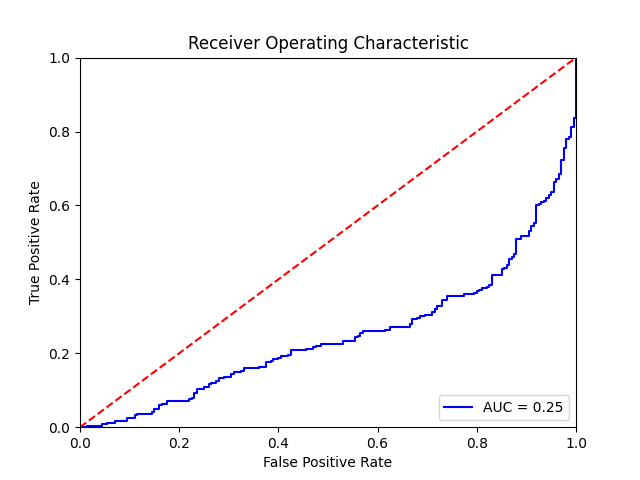 Receiver Operating Characteristic
1.0
0.8
0.6
0.4
0.2
0.0
True Positive Rate
AUC = 0.25
0.0 0.2 0.4 0.6 0.8 1.0
False Positive Rate